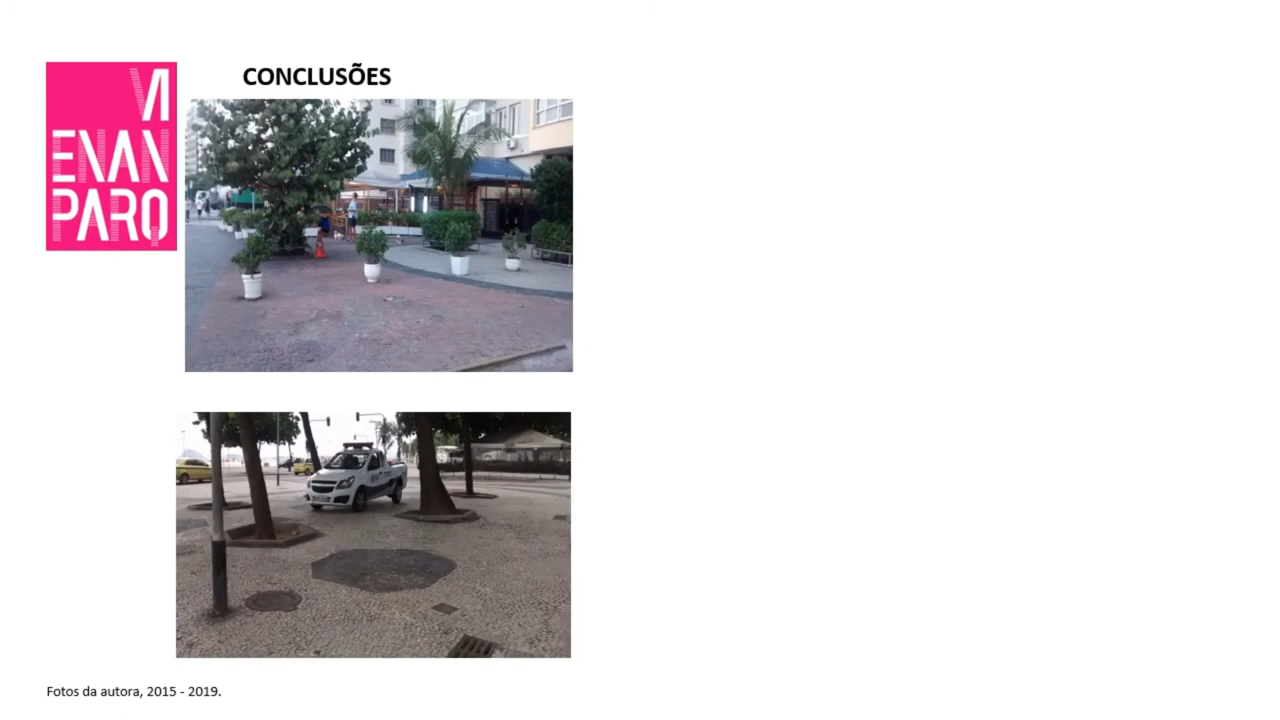 VI
ENAN
PARQ
CONCLUSÕES
Fotos da autora, 2015 - 2019.